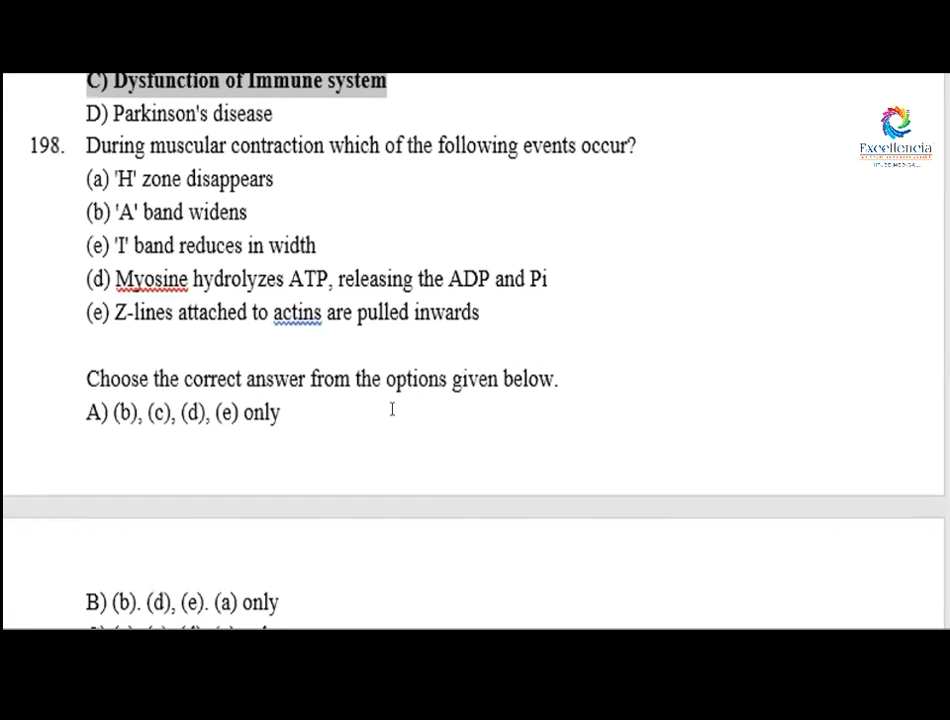 C) Dysfunction of Immune system
D) Parkinson's disease
Excellencia
198. During muscular contraction which of the following events occur?
(a) 'H' zone disappears
(b) 'A' band widens
(e) 'I' band reduces in width
(d) Myosine hydrolyzes ATP, releasing the ADP and Pi
(e) Z-lines attached to actins are pulled inwards
Choose the correct answer from the options given below.
A) (b), (c), (d), (e) only
B) (b). (d), (e). (a) only